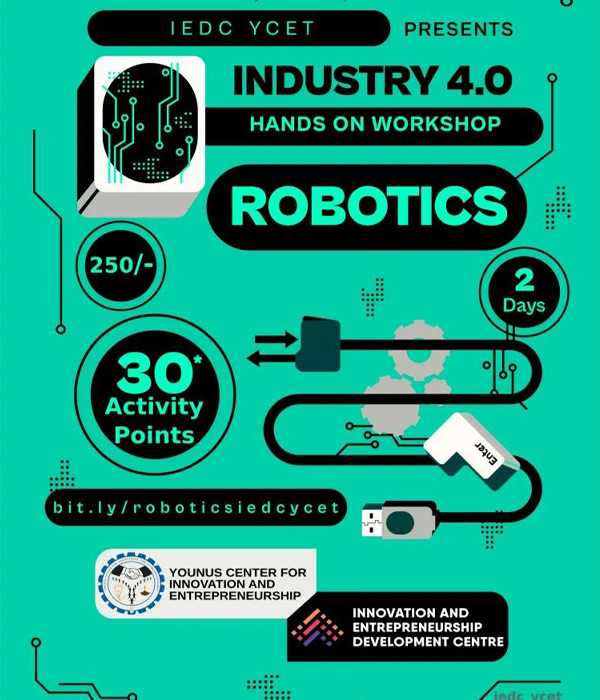 IEDC YCET
PRESENTS
INDUSTRY 4.0
HANDS ON WORKSHOP
ROBOTICS
250/-
2
Days
30*
Activity
Points
Enter
bit.ly/roboticsiedcycet
YOUNUS CENTER FOR
INNOVATION AND
ENTREPRENEURSHIP
INNOVATION AND
ENTREPRENEURSHIP
DEVELOPMENT CENTRE
iedc_ycet